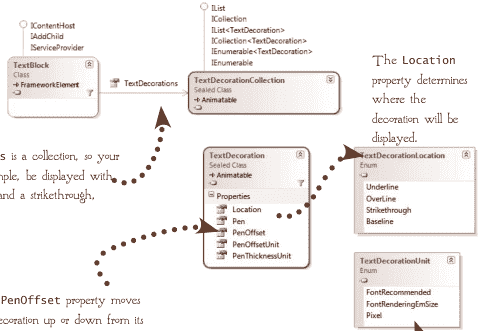 IContentHost
IAddChild
IServiceProvider
TextBlock
Class
FrameworkElement
TextDecorations
IList
ICollection
IList<TextDecoration>
ICollection<TextDecoration>
IEnumerable<TextDecoration>
IEnumerable
TextDecorationCollection
Sealed Class
Animatable
The Location
property determines
where the
decoration will be
displayed.
s is a collection, so your
mple, be displayed with
and a strikethrough,
TextDecoration
Sealed Class
Animatable
Properties
Location
Pen
PenOffset
PenOffsetUnit
PenThicknessUnit
TextDecorationLocation
Enum
Underline
OverLine
Strikethrough
Baseline
PenOffset property moves
ecoration up or down from its
TextDecorationUnit
Enum
FontRecommended
FontRenderingEmSize
Pixel